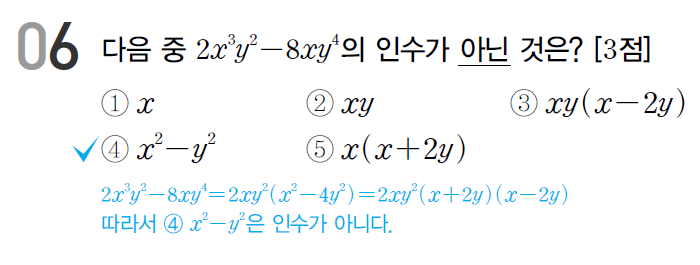 06 다음 중 2x³y²-8xy⁴의 인수가 아닌 것은? [3점]
① x ② xy ③ xy(x-2y)
④ x²-y² ⑤ x(x+2y)
2x³y²-8xy⁴=2xy²(x²-4y²)=2xy²(x+2y)(x-2y)
따라서 ④ x²-y²은 인수가 아니다.